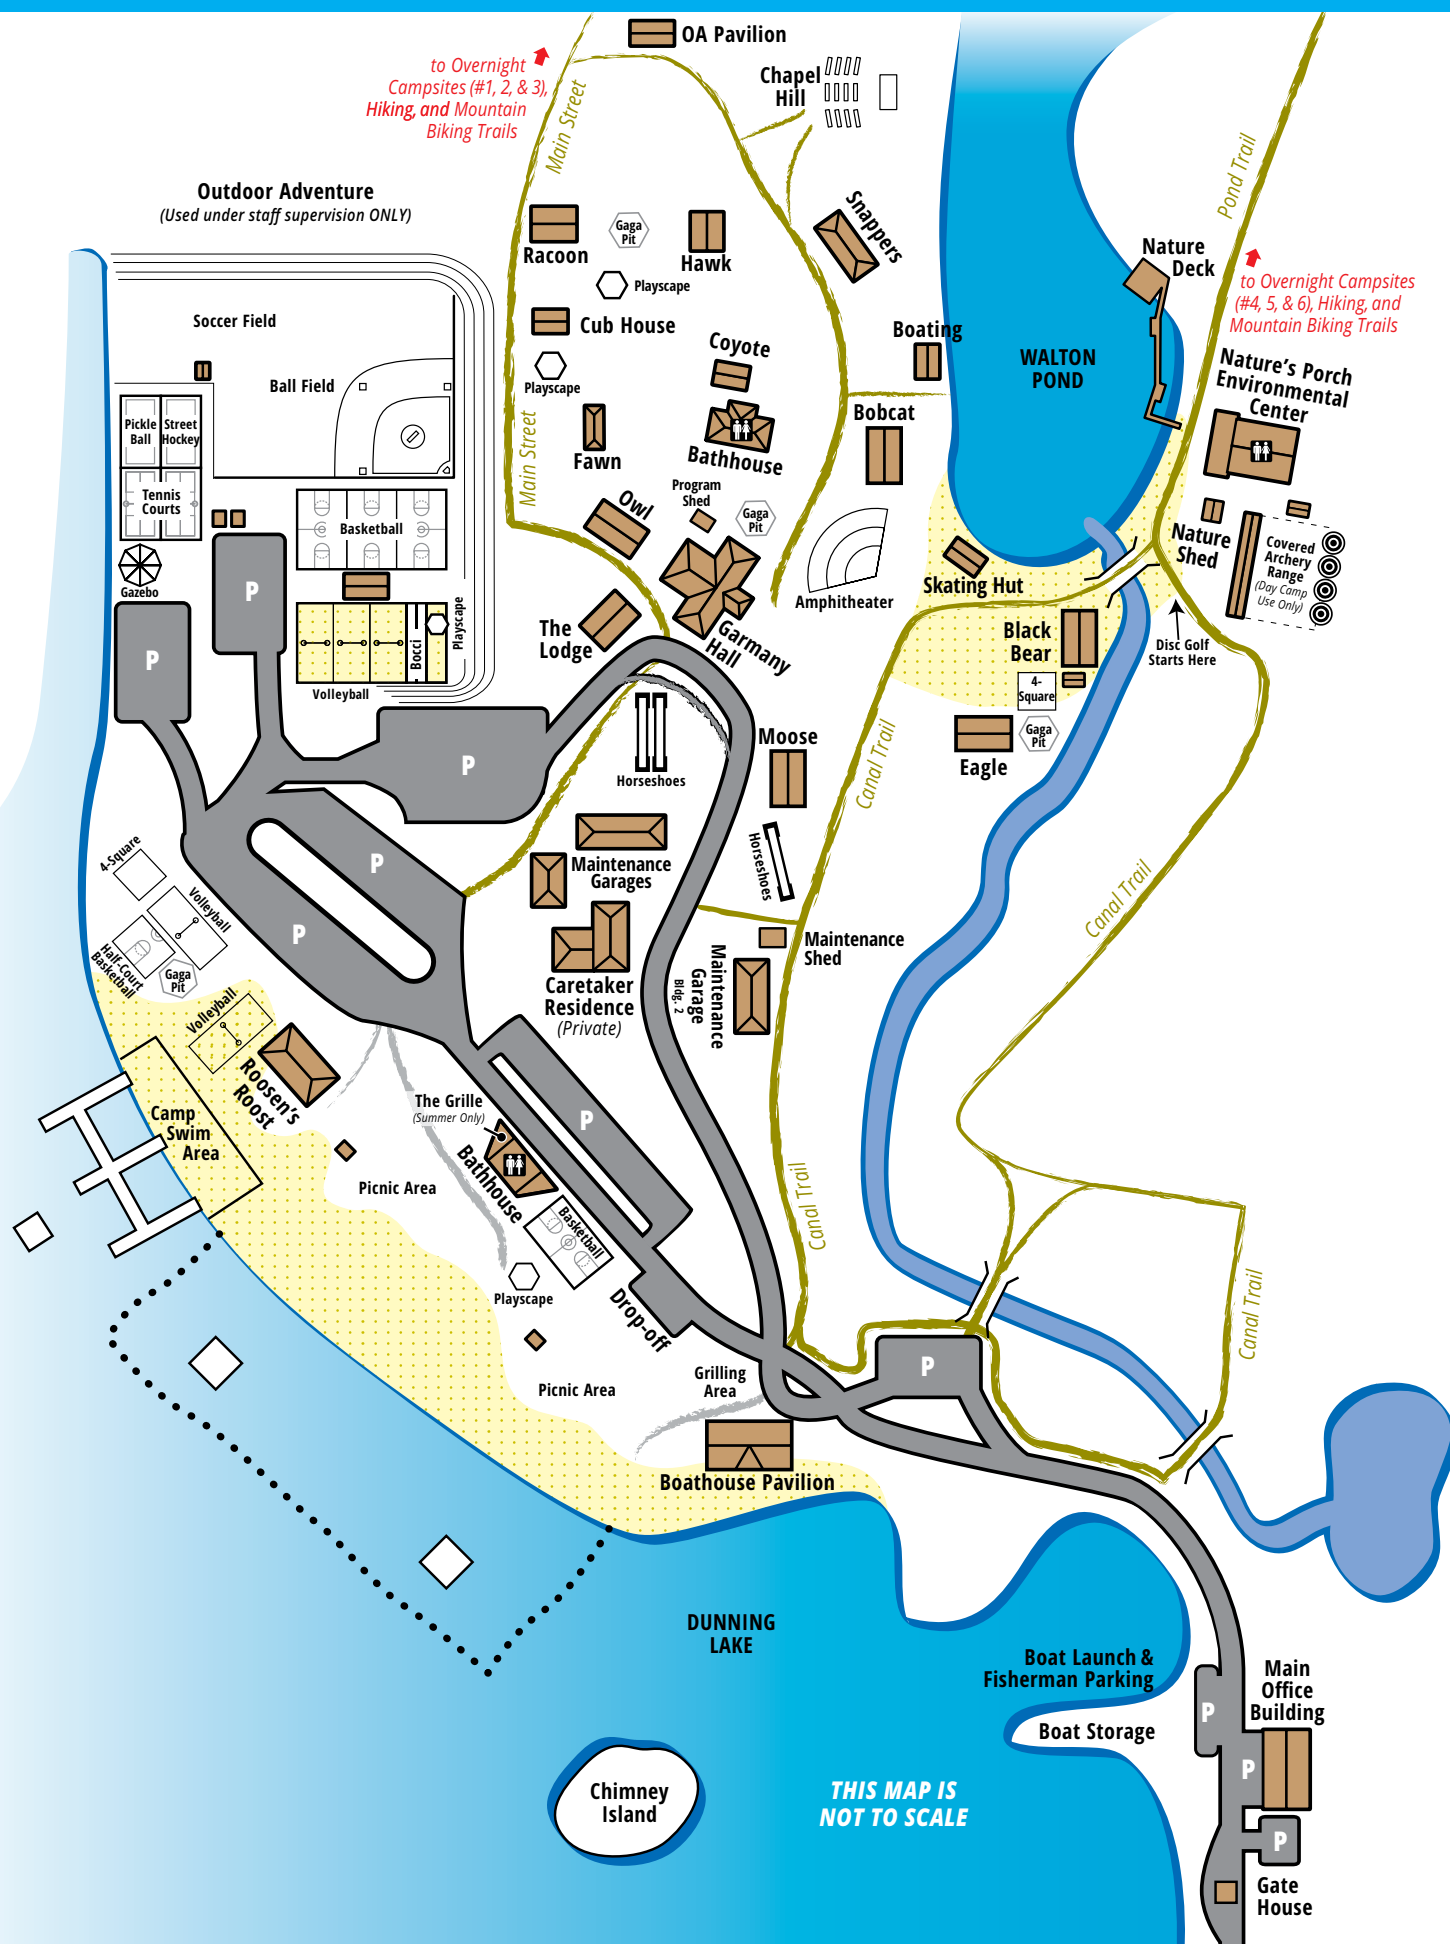 OA Pavilion
to Overnight
Campsites (#1, 2, & 3),
Hiking, and Mountain
Biking Trails
Main Street
Chapel
Hill
Pond Trail
Outdoor Adventure
(Used under staff supervision ONLY)
Snappers
Racoon
Gaga
Pit
Hawk
Playscape
Nature
Deck
to Overnight Campsites
(#4, 5, & 6), Hiking, and
Mountain Biking Trails
Soccer Field
Cub House
Boating
WALTON
POND
Coyote
Nature's Porch
Environmental
Center
Ball Field
Playscape
Main Street
Bobcat
Pickle
Ball
Street
Hockey
Fawn
Bathhouse
Tennis
Courts
Basketball
Owl
Program
Shed
Gaga
Pit
Nature
Shed
Covered
Archery
Range
(Day Camp
Use Only)
Gazebo
P
Skating Hut
Amphitheater
P
Bocci
Playscape
Volleyball
The
Lodge
Garmany
Hall
Black
Bear
Disc Golf
Starts Here
4-
Square
Gaga
Pit
Eagle
P
Horseshoes
Moose
Canal Trail
4-Square
P
Maintenance
Garages
Horseshoes
Canal Trail
Volleyball
P
Half-Court
Basketball
Gaga
Pit
Maintenance
Shed
Maintenance
Garage
Bldg. 2
Caretaker
Residence
(Private)
Volleyball
Roosen's
Roost
The Grille
(Summer Only)
P
Camp
Swim
Area
Bathhouse
Picnic Area
Canal Trail
Basketball
Playscape
Drop-off
Canal Trail
P
Grilling
Area
Picnic Area
Boathouse Pavilion
DUNNING
LAKE
Boat Launch &
Fisherman Parking
Main
Office
Building
P
Boat Storage
P
Chimney
Island
THIS MAP IS
NOT TO SCALE
P
Gate
House